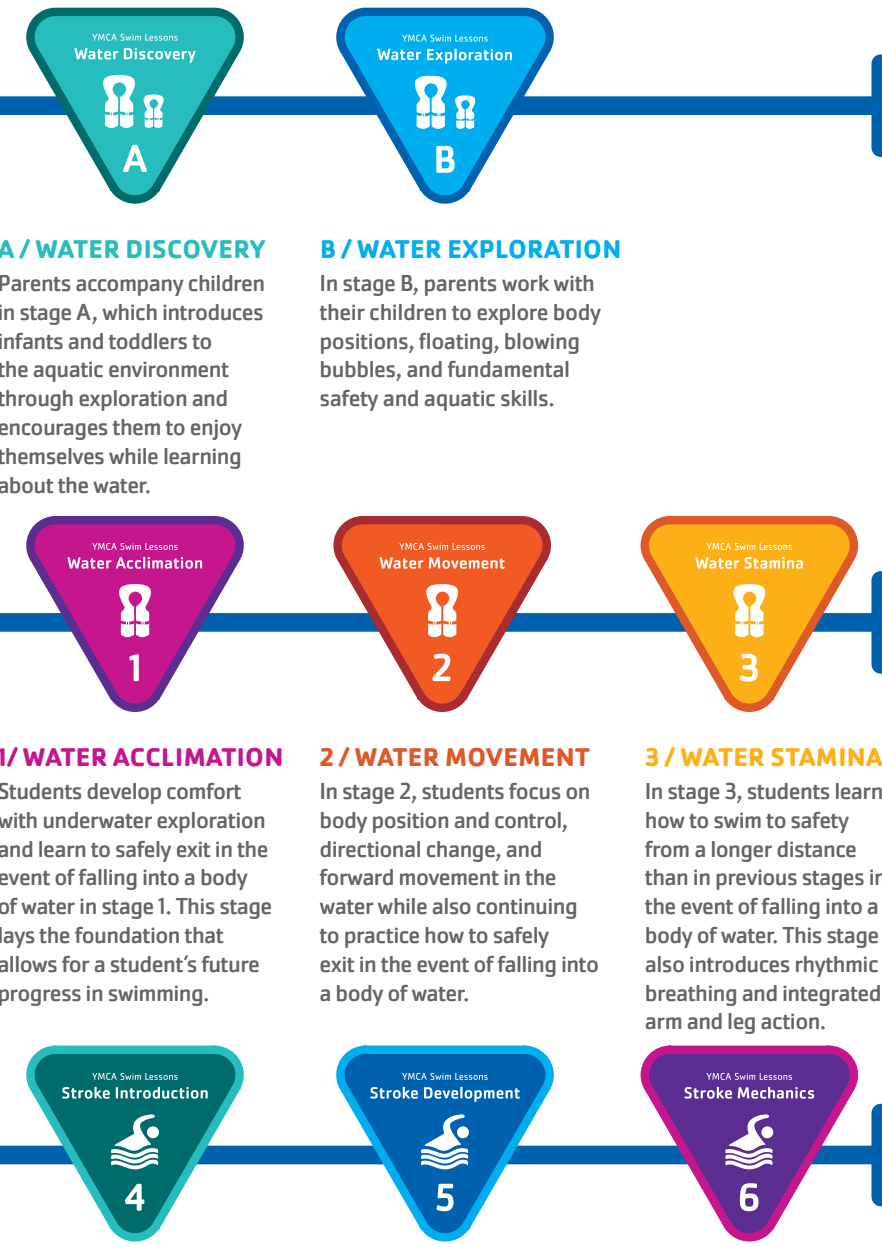 YMCA Swim Lessons
Water Discovery
A
YMCA Swim Lessons
Water Exploration
B
A / WATER DISCOVERY
Parents accompany children
in stage A, which introduces
infants and toddlers to
the aquatic environment
through exploration and
encourages them to enjoy
themselves while learning
about the water.
B / WATER EXPLORATION
In stage B, parents work with
their children to explore body
positions, floating, blowing
bubbles, and fundamental
safety and aquatic skills.
YMCA Swim Lessons
Water Acclimation
1
YMCA Swim Lessons
Water Movement
2
YMCA Swim Lessons
Water Stamina
3
1/ WATER ACCLIMATION
Students develop comfort
with underwater exploration
and learn to safely exit in the
event of falling into a body
of water in stage 1. This stage
lays the foundation that
allows for a student's future
progress in swimming.
2 / WATER MOVEMENT
In stage 2, students focus on
body position and control,
directional change, and
forward movement in the
water while also continuing
to practice how to safely
exit in the event of falling into
a body of water.
3 / WATER STAMINA
In stage 3, students learn
how to swim to safety
from a longer distance
than in previous stages in
the event of falling into a
body of water. This stage
also introduces rhythmic
breathing and integrated
arm and leg action.
YMCA Swim Lessons
Stroke Introduction
4
YMCA Swim Lessons
Stroke Development
5
YMCA Swim Lessons
Stroke Mechanics
6